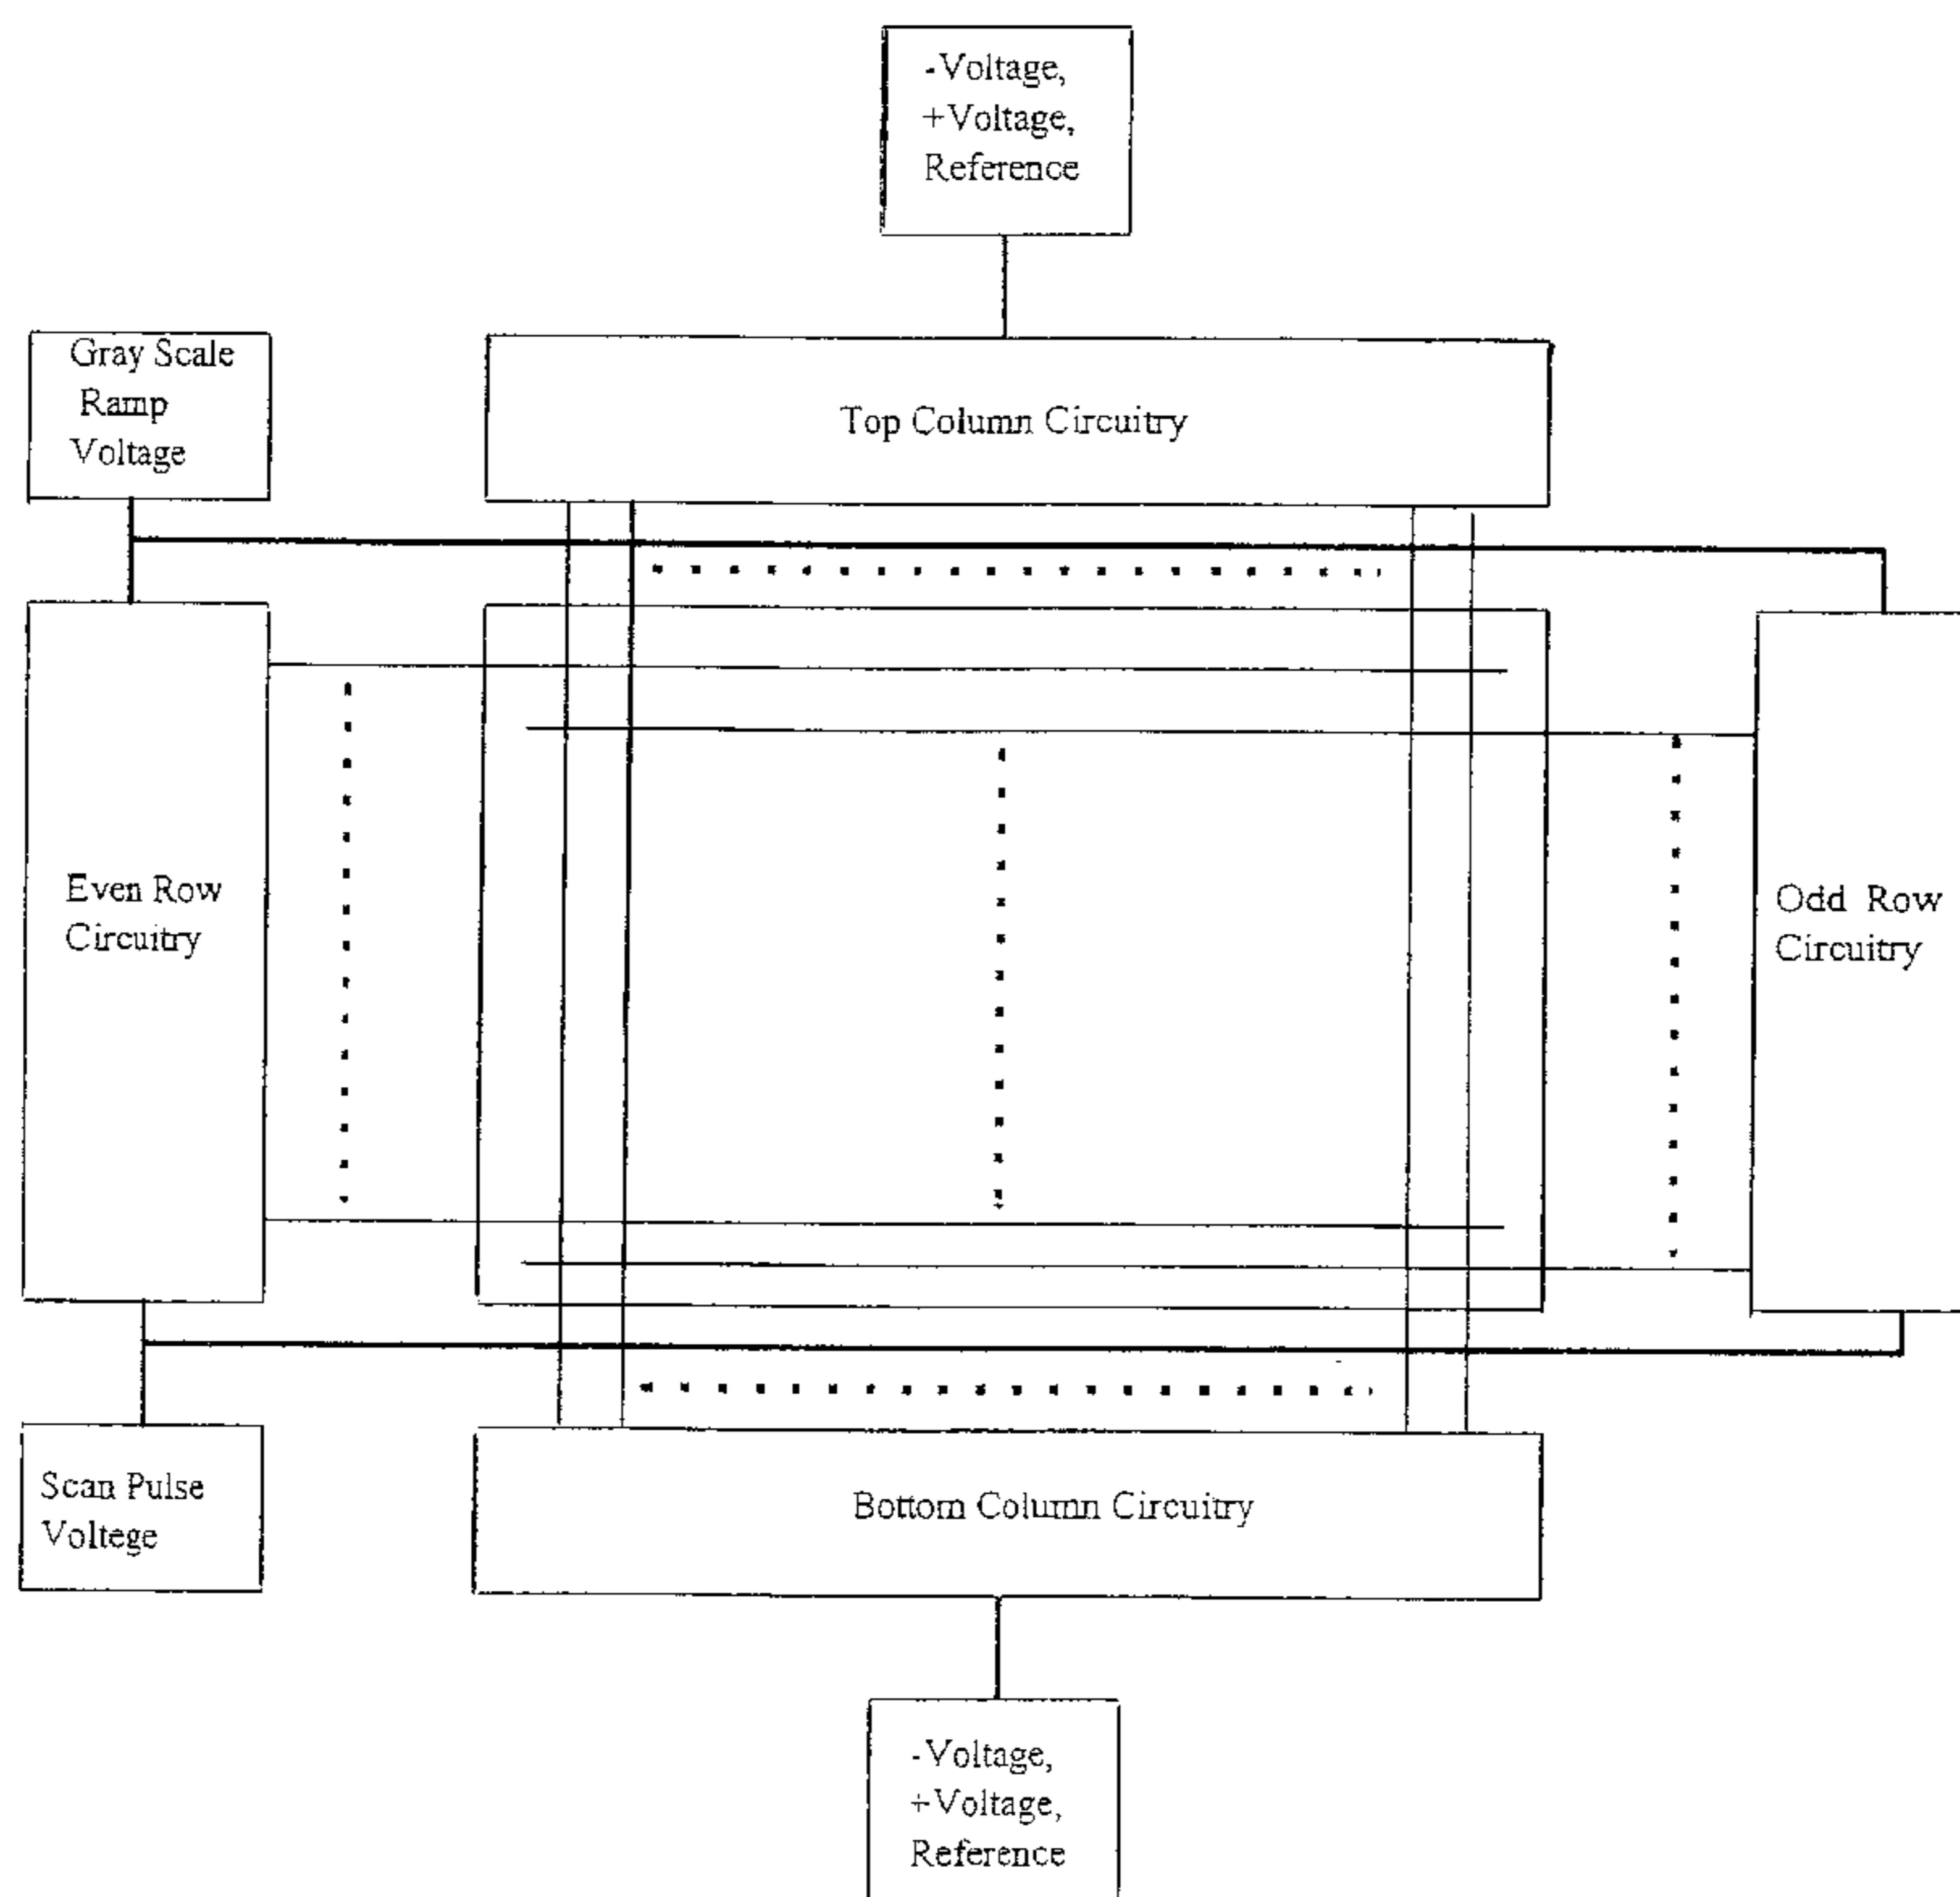 -Voltage,
+Voltage,
Reference
Gray Scale
Ramp
Voltage
Top Column Circuitry
Even Row
Circuitry
Odd Row
Circuitry
Scan Pulse
Voltege
Bottom Column Circuitry
-Voltage,
+Voltage,
Reference